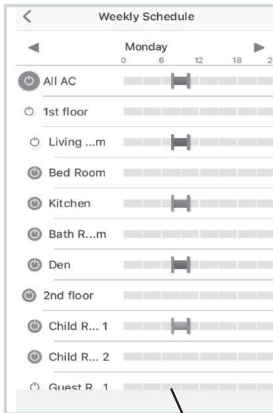 Weekly Schedule
Monday
0 6 12 18 2
All AC
1st floor
Living ...m
Bed Room
Kitchen
Bath R...m
Den
2nd floor
Child R... 1
Child R... 2
Guest R 1